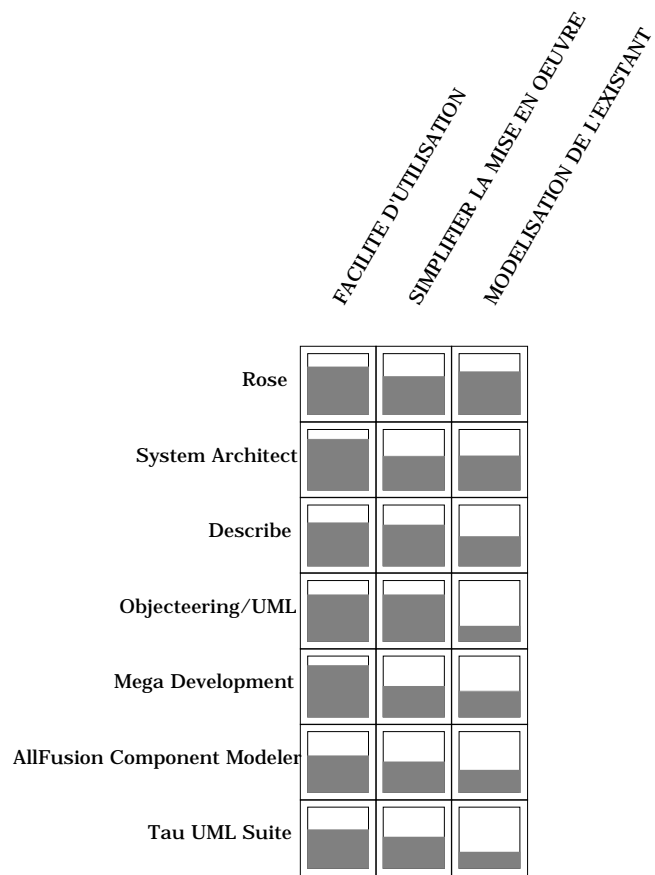 FACILITE D'UTILISATION
SIMPLIFIER LA MISE EN OEUVRE
MODELISATION DE L'EXISTANT
Rose
System Architect
Describe
Objecteering/UML
Mega Development
AllFusion Component Modeler
Tau UML Suite